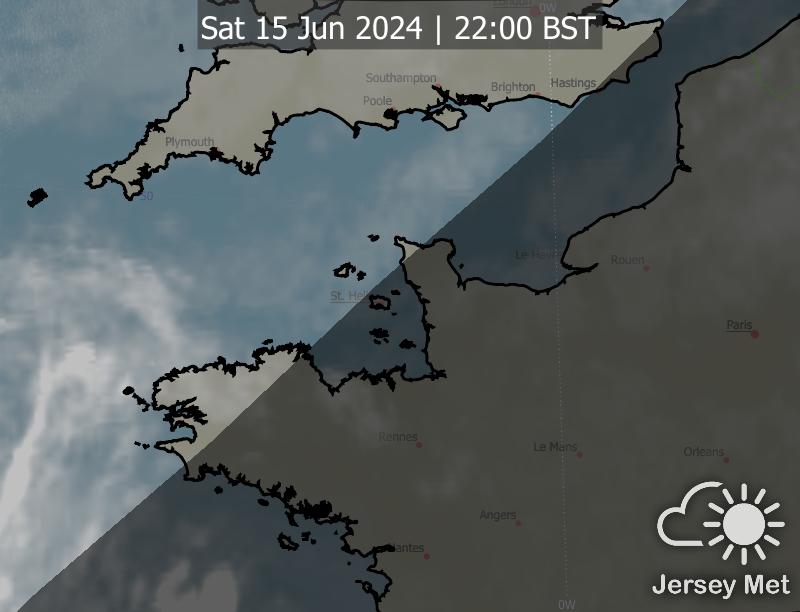 London
0W
Sat 15 Jun 2024 | 22:00 BST
Southampton
Brighton
Hastings
Poole
Plymouth
50
Le Havre
Rouen
St. Hel
Paris
Rennes
Le Mans
Orleans
Angers
Nantes
Jersey Met
0W